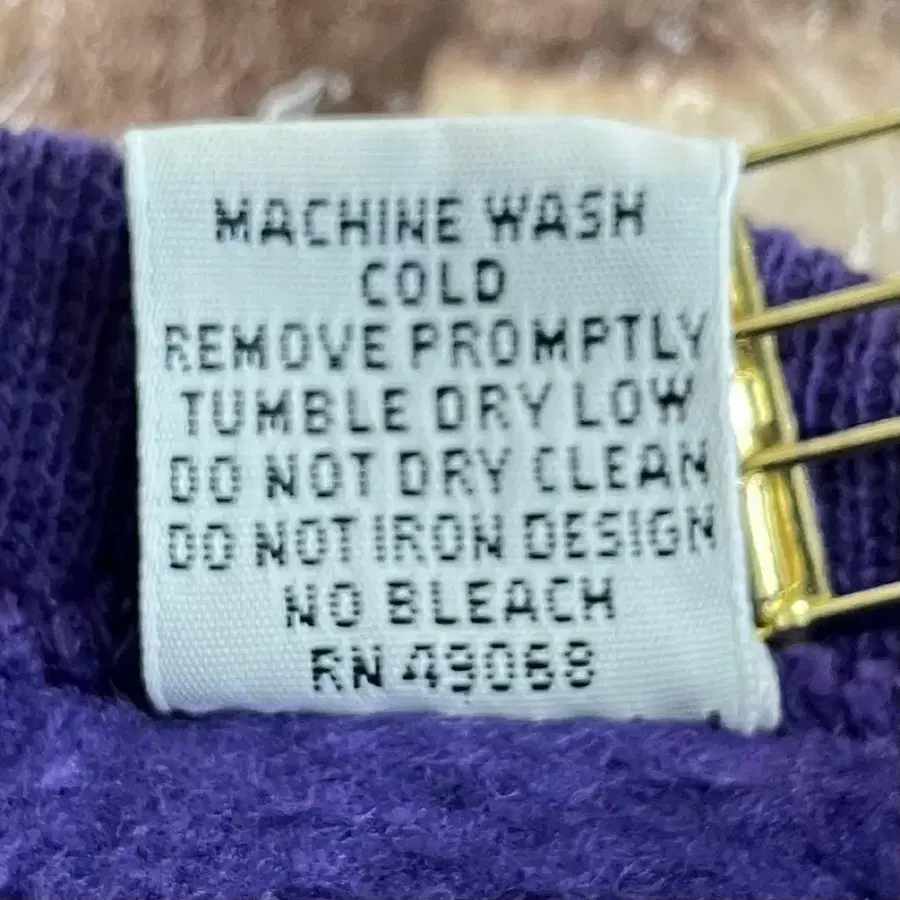 MACHINE WASH
COLD
REMOVE PROMPTLY
TUMBLE DRY LOW
DO NOT DRY CLEAN
DO NOT IRON DESIGN
NO BLEACH
RN 49068